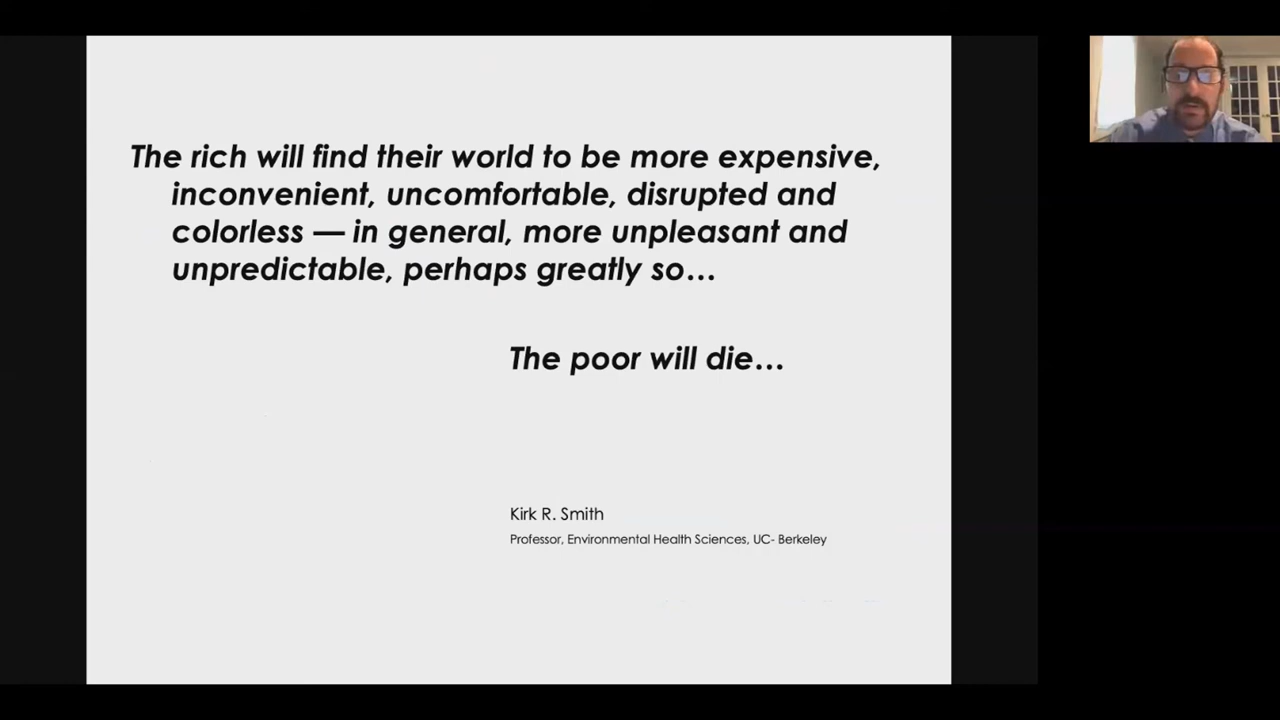 The rich will find their world to be more expensive,
inconvenient, uncomfortable, disrupted and
colorless — in general, more unpleasant and
unpredictable, perhaps greatly so…
The poor will die…
Kirk R. Smith
Professor, Environmental Health Sciences, UC- Berkeley